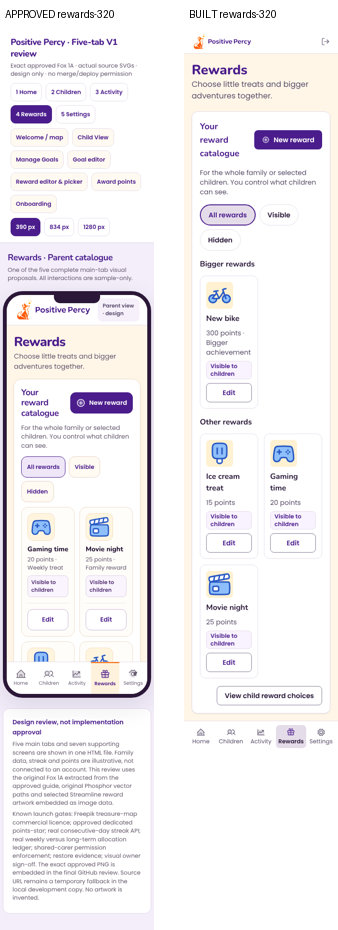 APPROVED rewards-320
Positive Percy · Five-tab V1
review
Exact approved Fox 1A · actual source SVGs ·
design only · no merge/deploy permission
1 Home
2 Children
3 Activity
4 Rewards
5 Settings
Welcome / map
Child View
Manage Goals
Goal editor
Reward editor & picker
Award points
Onboarding
390 px
834 px
1280 px
Rewards · Parent catalogue
One of the five complete main-tab visual
proposals. All interactions are sample-only.
Positive Percy
Parent view
· design
Rewards
Choose little treats and bigger
adventures together.
Your
reward
catalogue
New reward
For the whole family or selected
children. You control what children
can see.
All rewards
Visible
Hidden
Gaming time
20 points ·
Weekly treat
Visible to
children
Edit
Movie night
25 points ·
Family reward
Visible to
children
Edit
Home
Children
Activity
Rewards
Settings
Design review, not implementation
approval
Five main tabs and seven supporting
screens are shown in one HTML file. Family
data, streak and points are illustrative, not
connected to an account. This review uses
the original Fox 1A extracted from the
approved guide, original Phosphor vector
paths and selected Streamline reward
artwork embedded as image data.
Known launch gates: Freepik treasure-map
commercial licence; approved dedicated
points-star; real consecutive-day streak API;
real weekly versus long-term allocation
ledger; shared-carer permission
enforcement; restore evidence; visual owner
sign-off. The exact approved PNG is
embedded in the final GitHub review. Source
URL remains a temporary fallback in the
local development copy. No artwork is
invented.
BUILT rewards-320
Positive Percy
Rewards
Choose little treats and bigger
adventures together.
Your
reward
catalogue
New reward
For the whole family or selected
children. You control what children
can see.
All rewards
Visible
Hidden
Bigger rewards
New bike
300 points ·
Bigger
achievement
Visible to
children
Edit
Other rewards
Ice cream
treat
15 points
Visible to
children
Edit
Gaming
time
20 points
Visible to
children
Edit
Movie night
25 points
Visible to
children
Edit
View child reward choices
Home
Children
Activity
Rewards
Settings